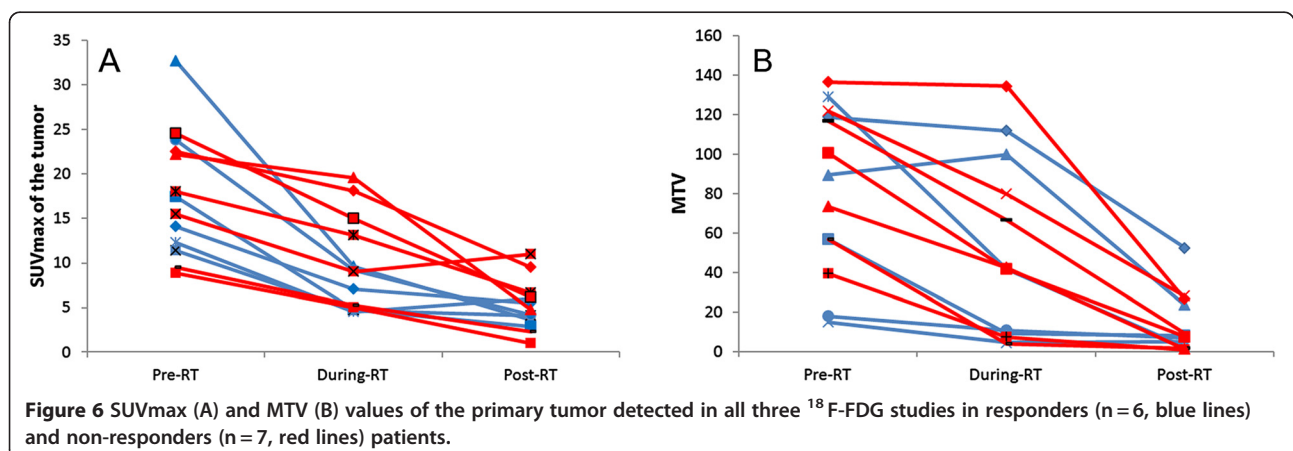 A
SUVmax of the tumor
35
30
25
20
15
10
5
0
Pre-RT During-RT Post-RT
B
MTV
160
140
120
100
80
60
40
20
0
Pre-RT During-RT Post-RT
Figure 6 SUVmax (A) and MTV (B) values of the primary tumor detected in all three ¹⁸F-FDG studies in responders (n = 6, blue lines)
and non-responders (n = 7, red lines) patients.